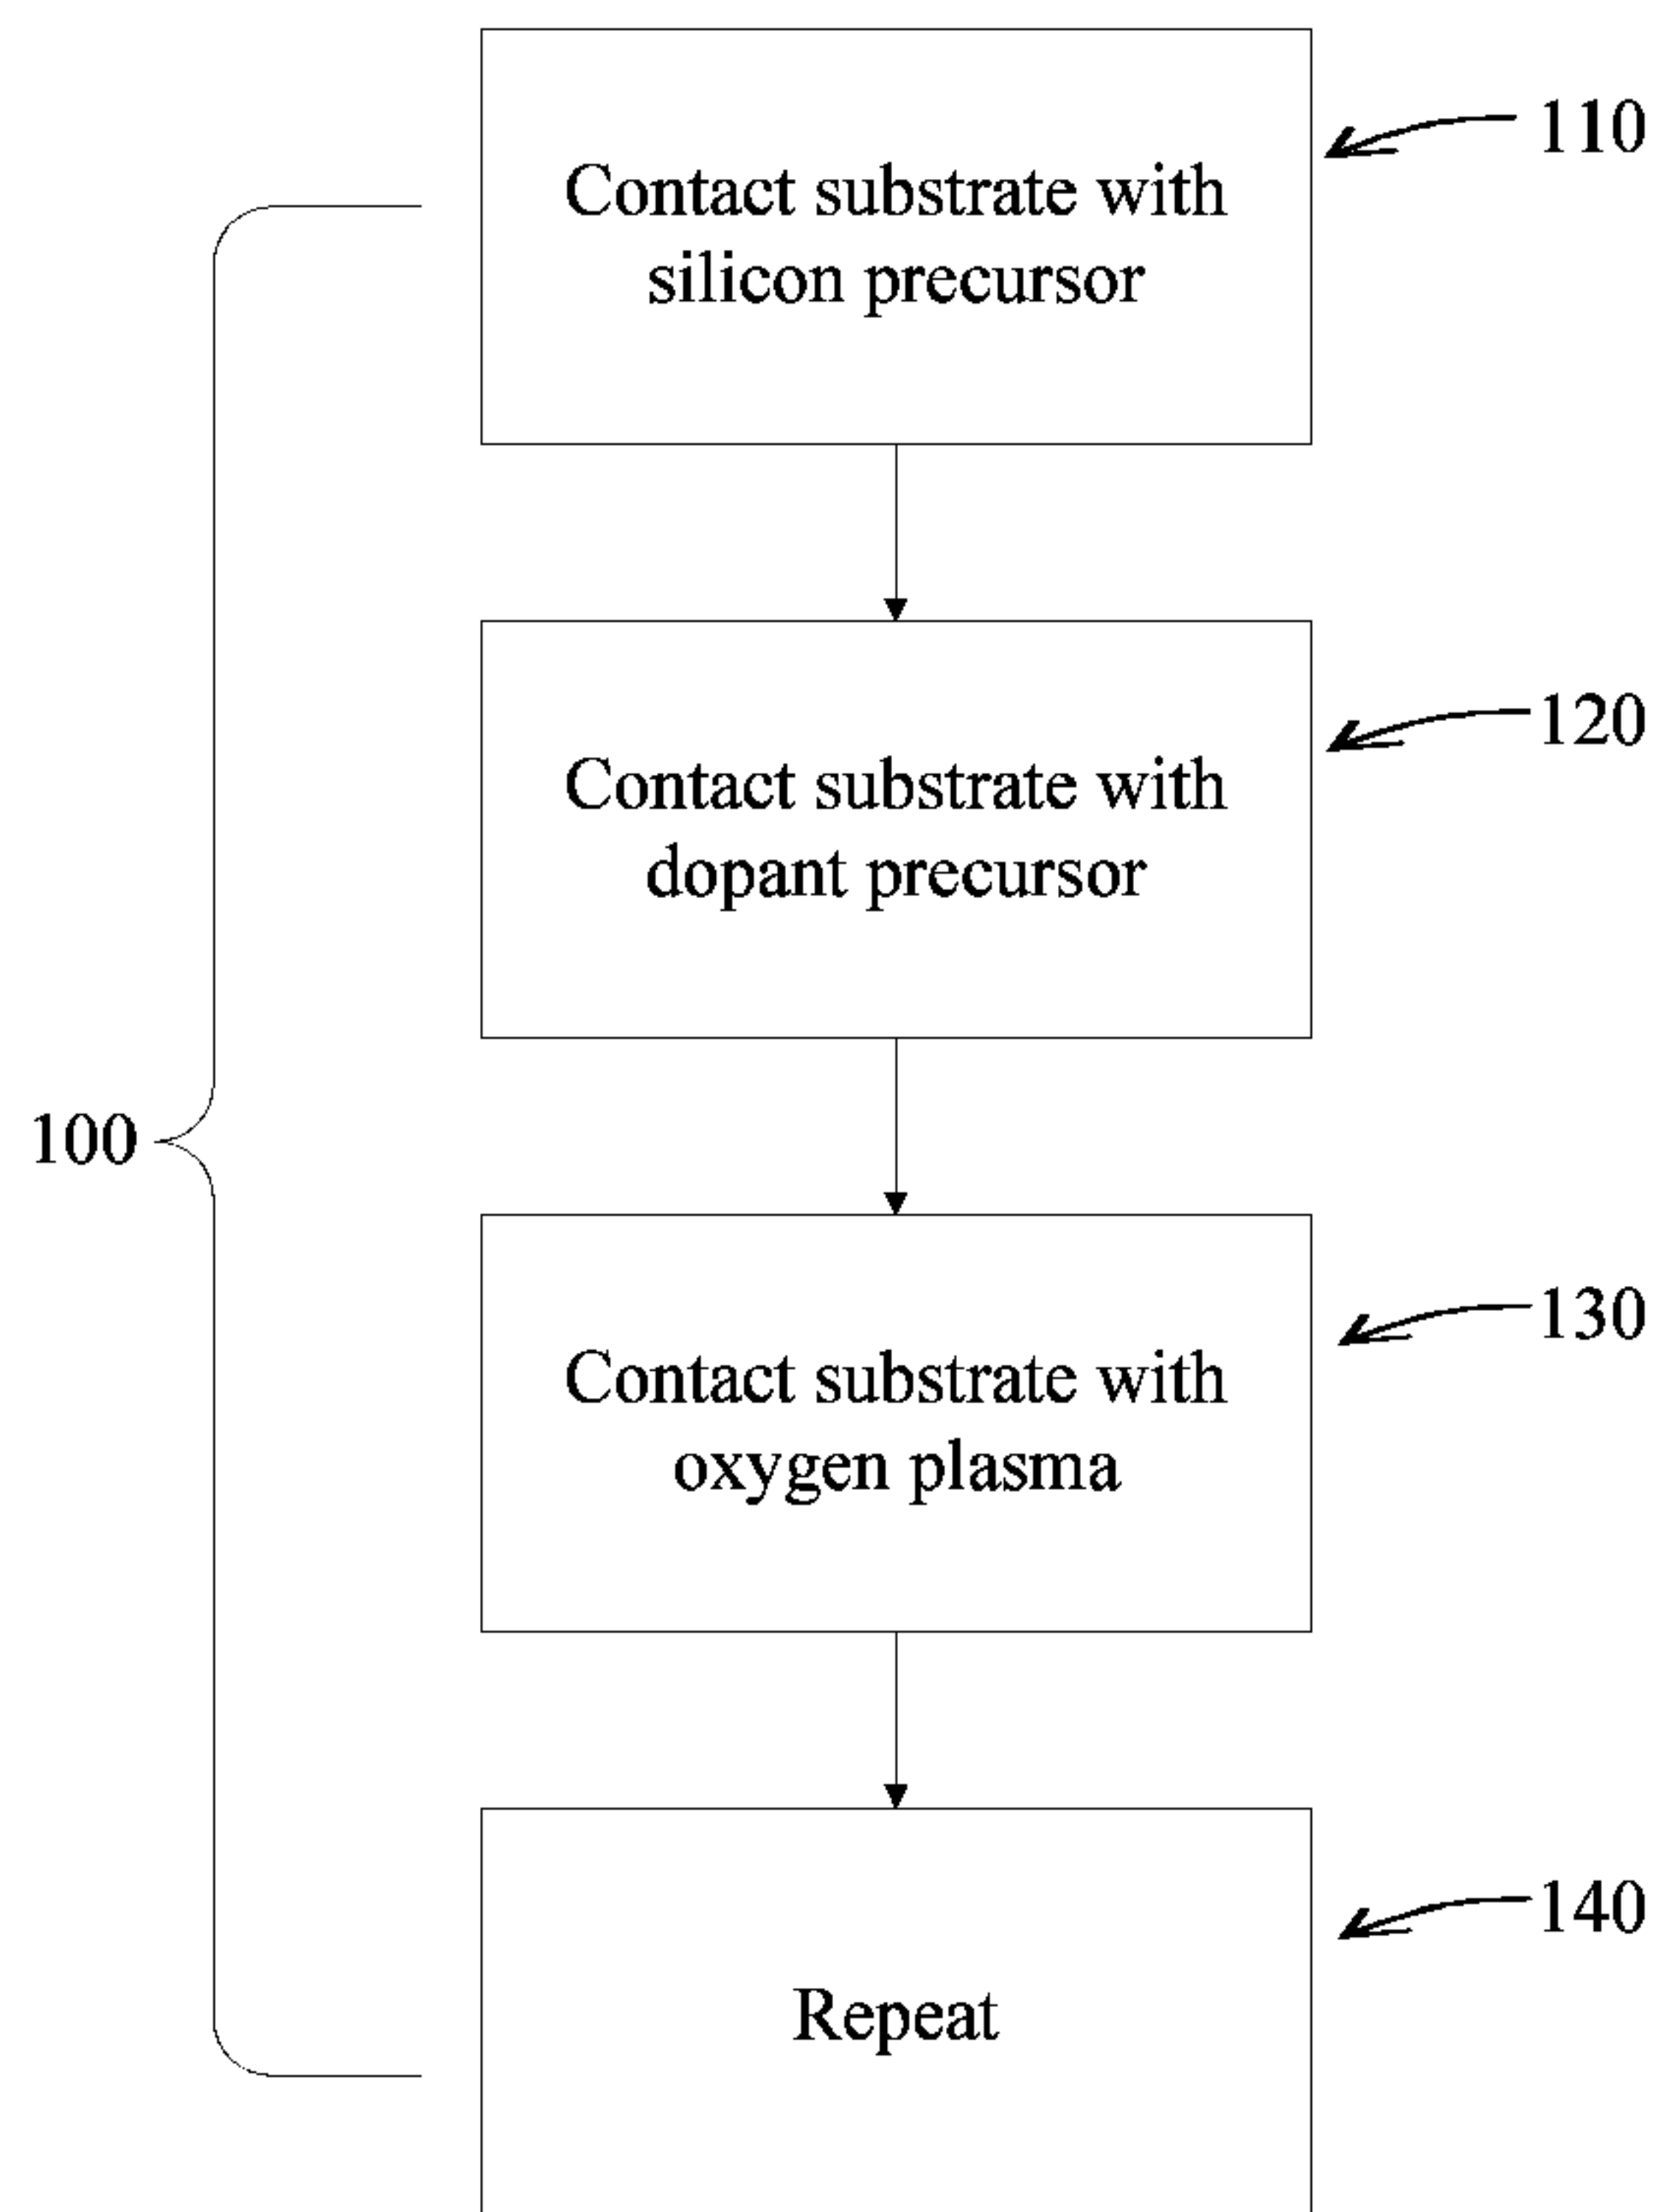 110
Contact substrate with
silicon precursor
120
Contact substrate with
dopant precursor
100
130
Contact substrate with
oxygen plasma
140
Repeat